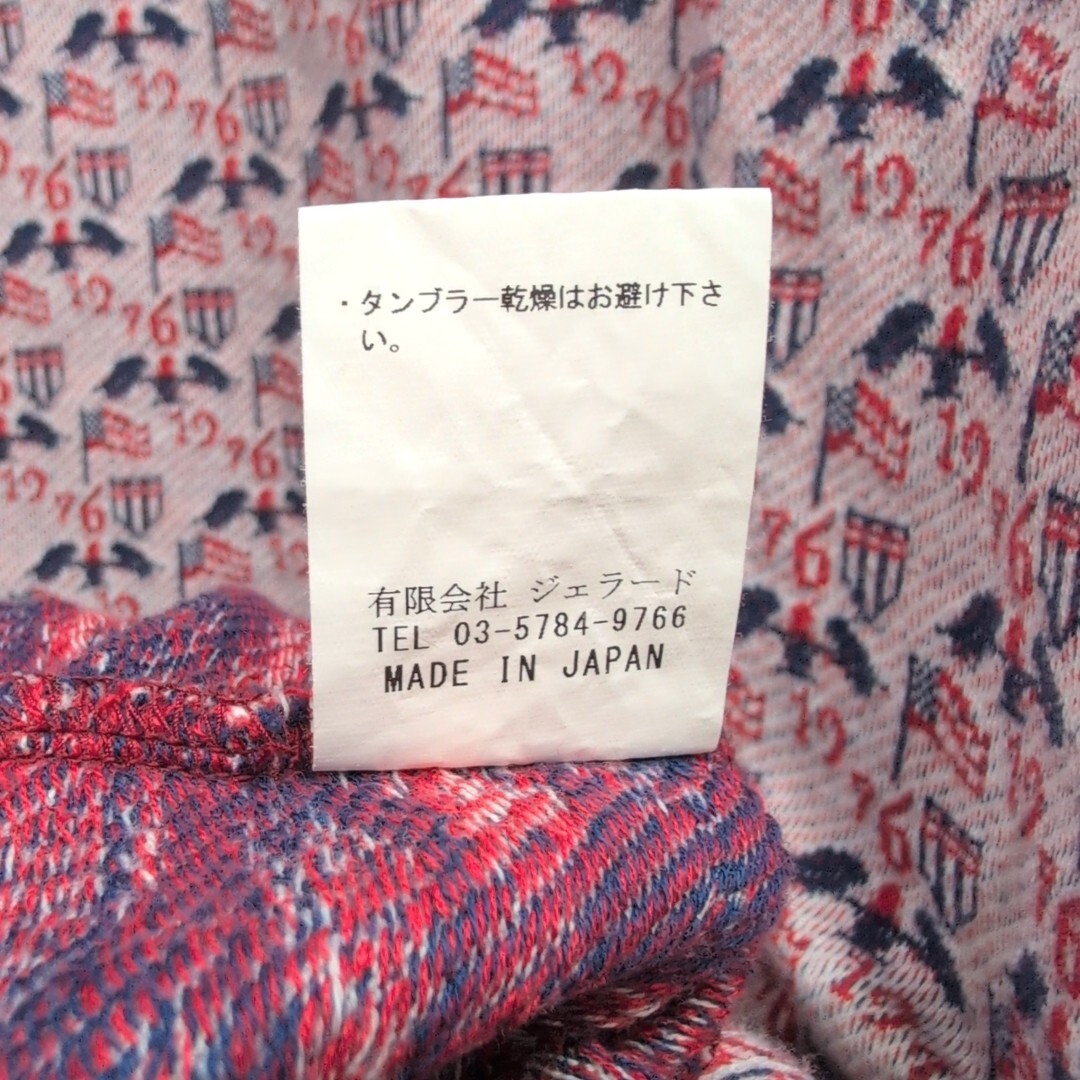 ・タンブラー乾燥はお避け下さ
い。
有限会社 ジェラード
TEL 03-5784-9766
MADE IN JAPAN
1976